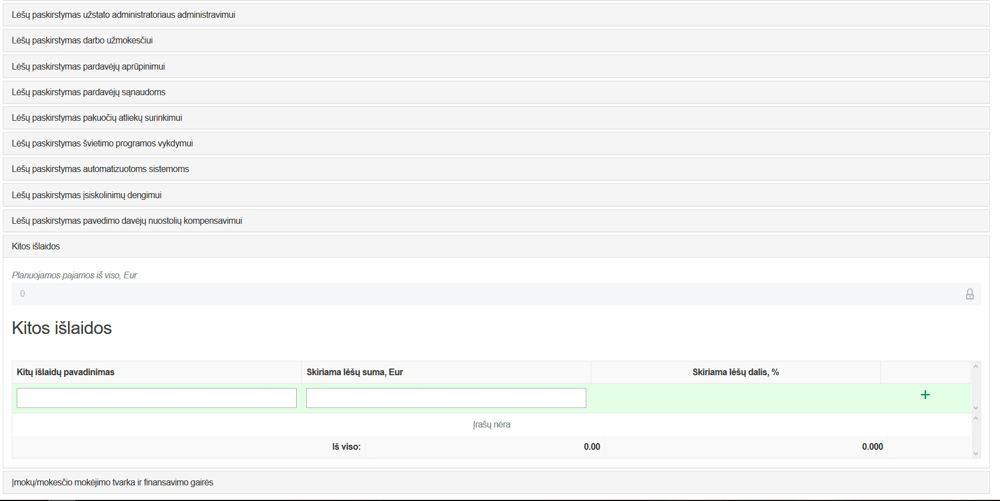 Lėšų paskirstymas užstato administratoriaus administravimui
Lėšų paskirstymas darbo užmokesčiui
Lėšų paskirstymas pardavėjų aprūpinimui
Lėšų paskirstymas pardavėjų sąnaudoms
Lėšų paskirstymas pakuočių atliekų surinkimui
Lėšų paskirstymas švietimo programos vykdymui
Lėšų paskirstymas automatizuotoms sistemoms
Lėšų paskirstymas įsiskolinimų dengimui
Lėšų paskirstymas pavedimo davėjų nuostolių kompensavimui
Kitos išlaidos
Planuojamos pajamos iš viso, Eur
0
Kitos išlaidos
Kitų išlaidų pavadinimas Skiriama lėšų suma, Eur Skiriama lėšų dalis, %
Įrašų nėra
Iš viso: 0.00 0.000
Įmokų/mokesčio mokėjimo tvarka ir finansavimo gairės